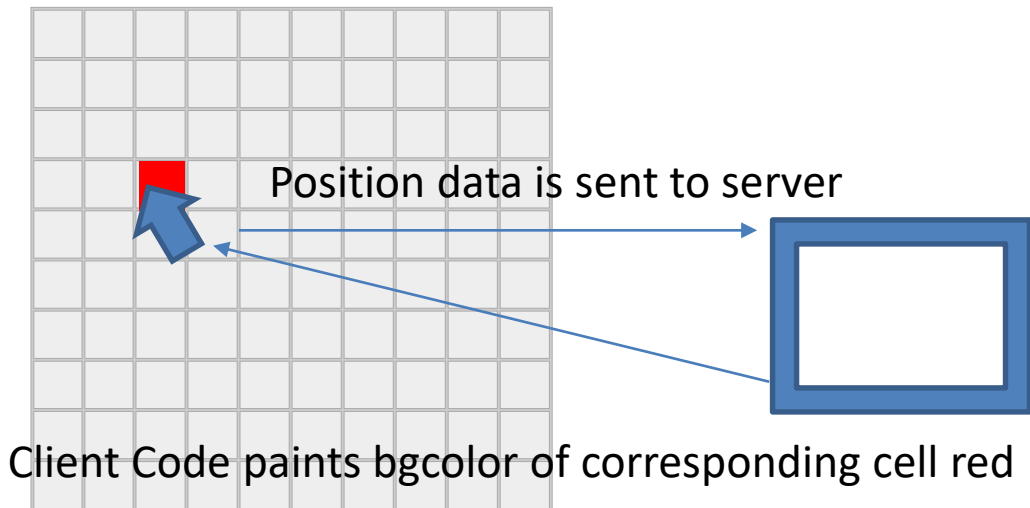 Position data is sent to server
Client Code paints bgcolor of corresponding cell red